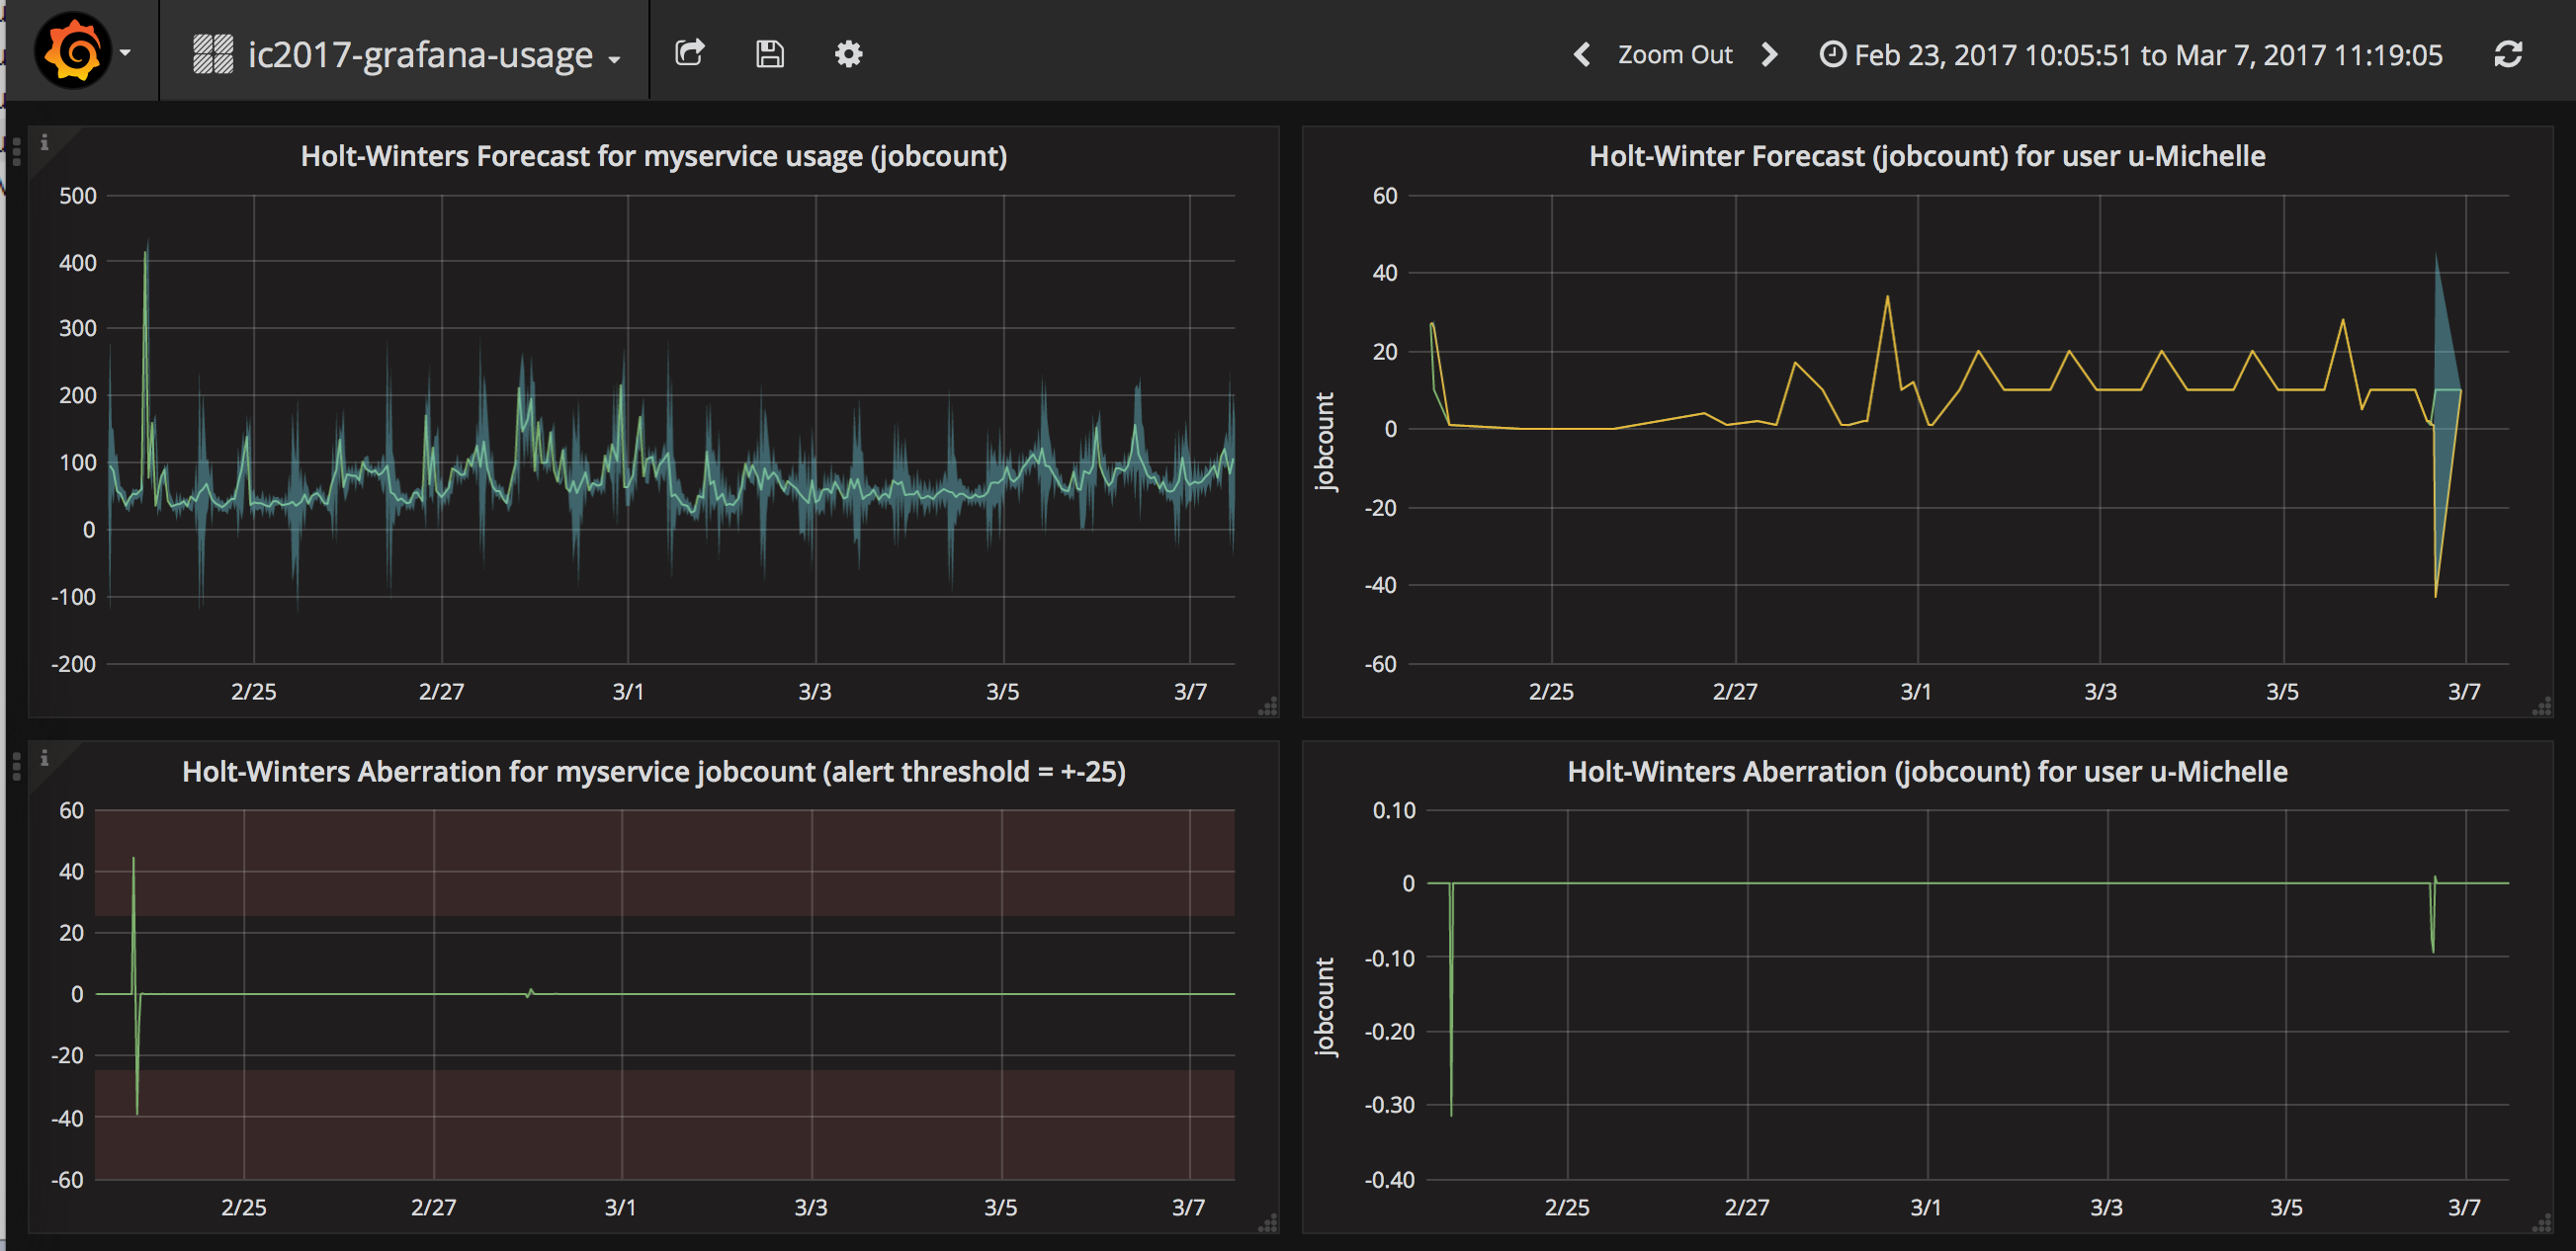 ic2017-grafana-usage
Zoom Out
Feb 23, 2017 10:05:51 to Mar 7, 2017 11:19:05
Holt-Winters Forecast for myservice usage (jobcount)
500
400
300
200
100
0
-100
-200
2/25 2/27 3/1 3/3 3/5 3/7
Holt-Winter Forecast (jobcount) for user u-Michelle
jobcount
60
40
20
0
-20
-40
-60
2/25 2/27 3/1 3/3 3/5 3/7
Holt-Winters Aberration for myservice jobcount (alert threshold = +-25)
60
40
20
0
-20
-40
-60
2/25 2/27 3/1 3/3 3/5 3/7
Holt-Winters Aberration (jobcount) for user u-Michelle
jobcount
0.10
0
-0.10
-0.20
-0.30
-0.40
2/25 2/27 3/1 3/3 3/5 3/7